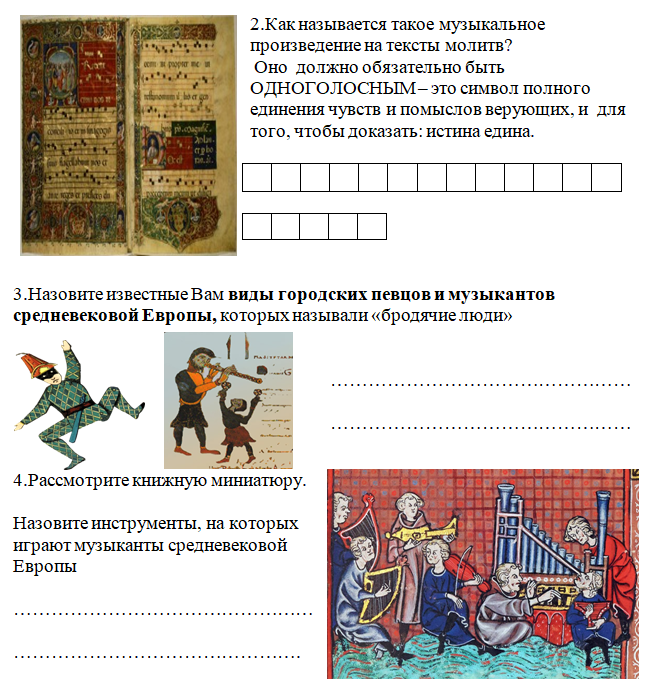 2.Как называется такое музыкальное
произведение на тексты молитв?
Оно должно обязательно быть
ОДНОГОЛОСНЫМ – это символ полного
единения чувств и помыслов верующих, и для
того, чтобы доказать: истина едина.
3.Назовите известные Вам виды городских певцов и музыкантов
средневековой Европы, которых называли «бродячие люди»
……………………………………………
……………………………………………
4.Рассмотрите книжную миниатюру.
Назовите инструменты, на которых
играют музыканты средневековой
Европы
……………………………………………
……………………………………………